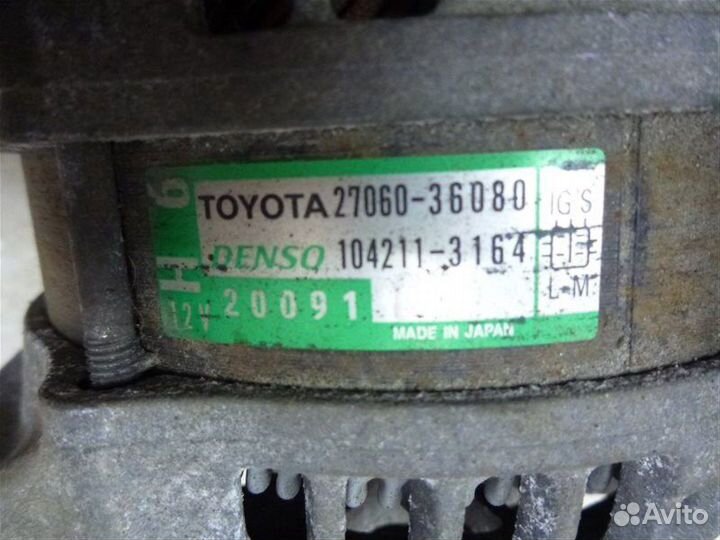 TOYOTA 27060-36080 IG S
DENSO 104211-3164
L-M
12V 20091
MADE IN JAPAN
Avito